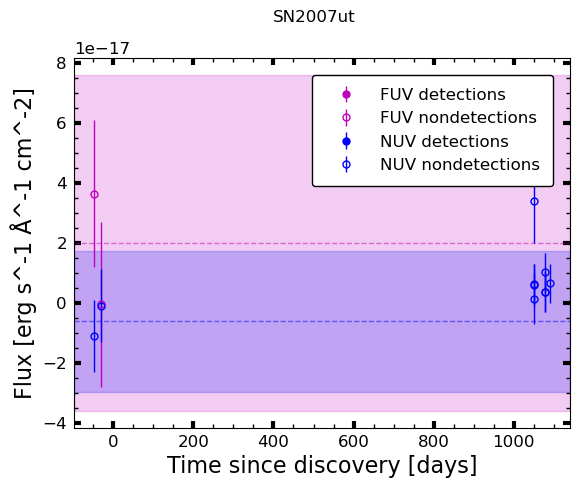 SN2007ut
1e−17
8
6
4
2
0
−2
−4
Flux [erg s^-1 Å^-1 cm^-2]
FUV detections
FUV nondetections
NUV detections
NUV nondetections
0 200 400 600 800 1000
Time since discovery [days]